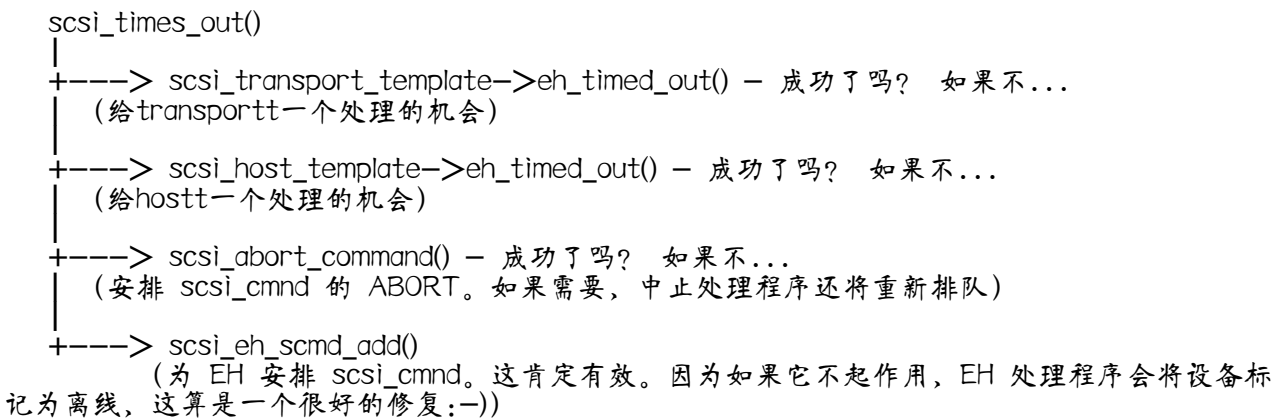 scsi_times_out()
|
+---> scsi_transport_template->eh_timed_out() - 成功了吗? 如果不...
| (给transportt一个处理的机会)
|
+---> scsi_host_template->eh_timed_out() - 成功了吗? 如果不...
| (给hostt一个处理的机会)
|
+---> scsi_abort_command() - 成功了吗? 如果不...
| (安排 scsi_cmnd 的 ABORT。如果需要, 中止处理程序还将重新排队)
|
+---> scsi_eh_scmd_add()
(为 EH 安排 scsi_cmnd。这肯定有效。因为如果它不起作用, EH 处理程序会将设备标
记为离线, 这算是一个很好的修复:-))